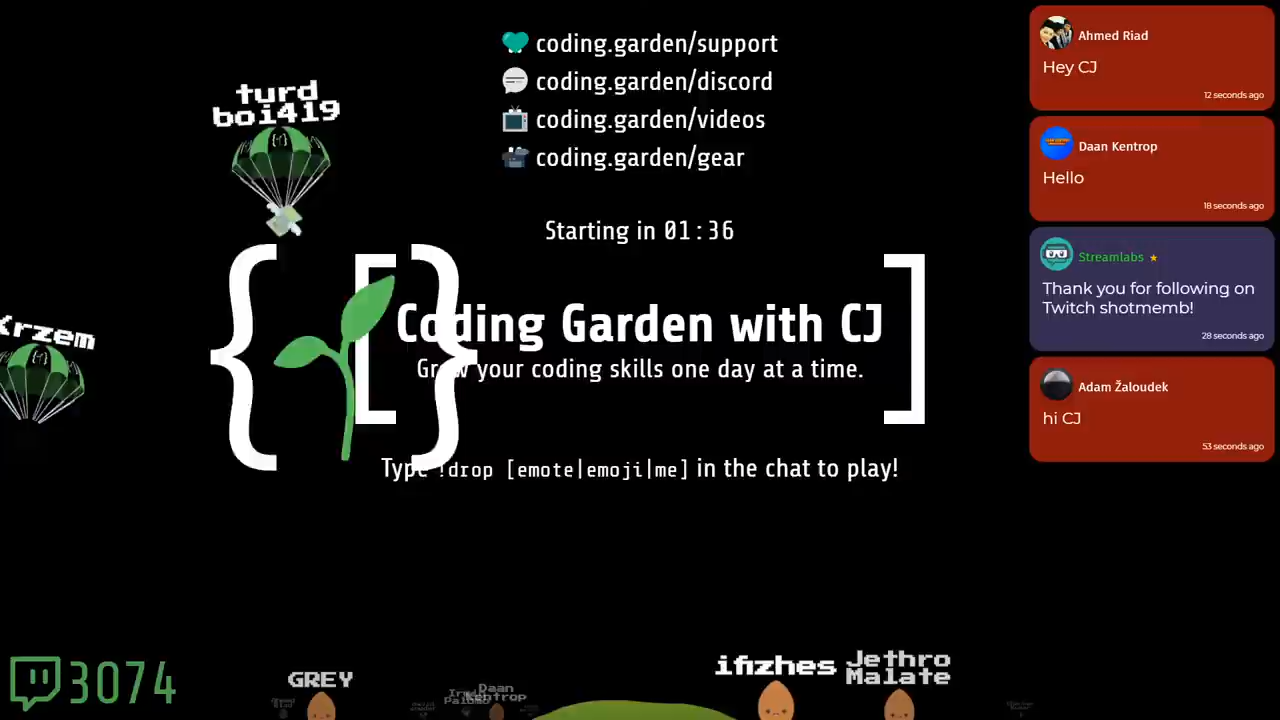 coding.garden/support
coding.garden/discord
coding.garden/videos
coding.garden/gear
Starting in 01:36
Coding Garden with CJ
Grow your coding skills one day at a time.
Type !drop [emote|emoji|me] in the chat to play!
turd
boi419
Krzem
Ahmed Riad
Hey CJ
12 seconds ago
Daan Kentrop
Hello
18 seconds ago
Streamlabs
Thank you for following on
Twitch shotmemb!
28 seconds ago
Adam Žaloudek
hi CJ
53 seconds ago
3074
GREY
Daan
Kentrop
ifizhes
Jethro
Malate